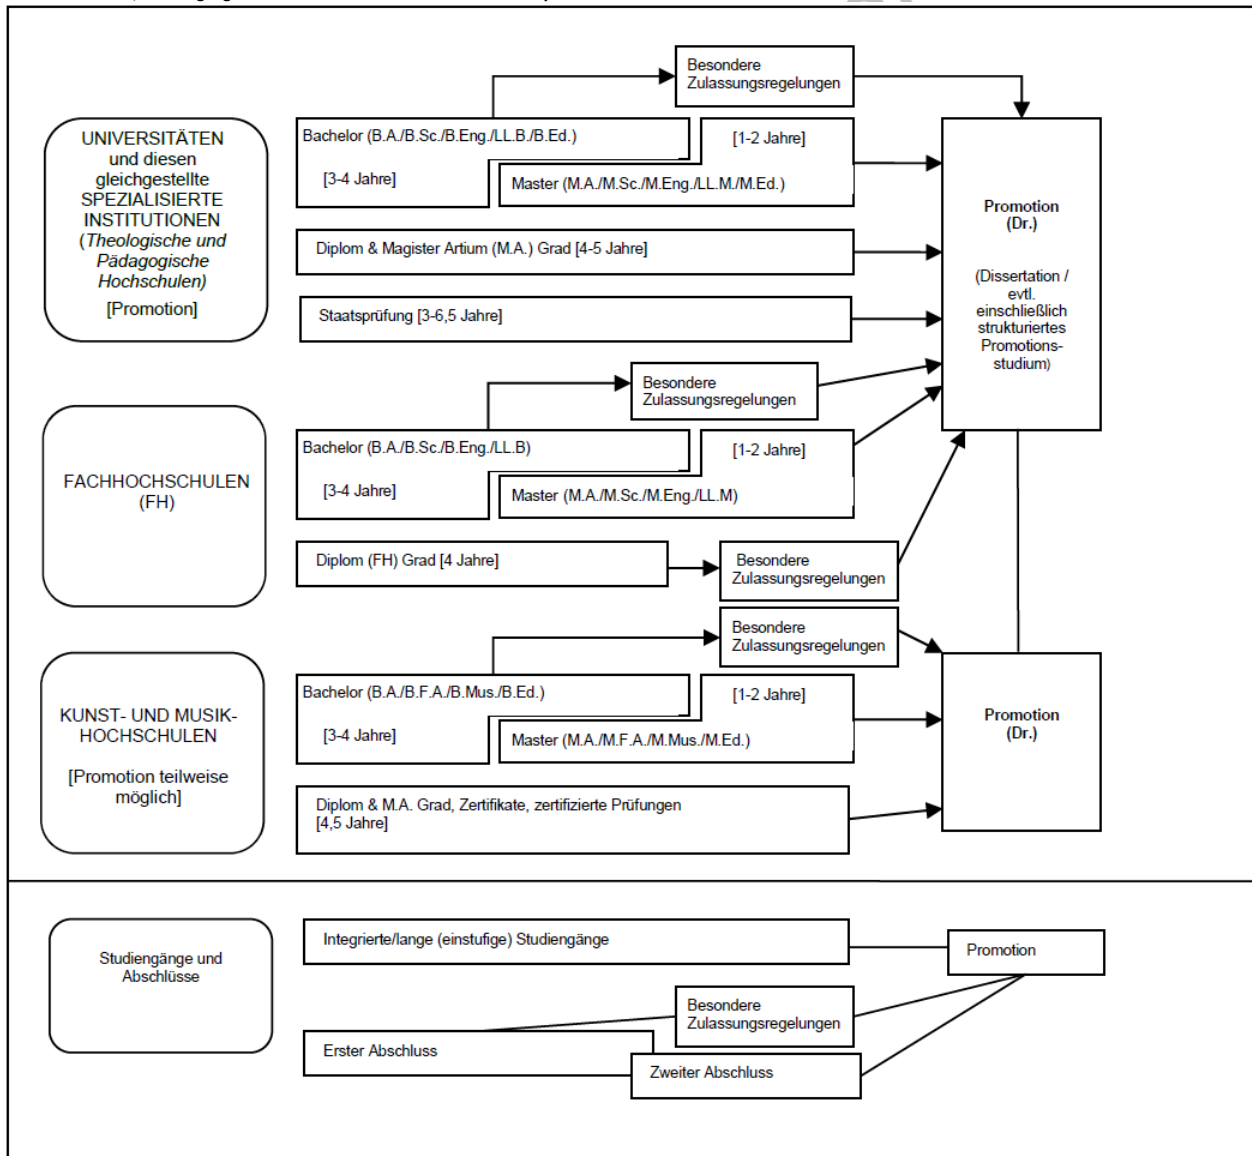 Besondere
Zulassungsregelungen
UNIVERSITÄTEN
und diesen
gleichgestellte
SPEZIALISIERTE
INSTITUTIONEN
(Theologische und
Pädagogische
Hochschulen)
[Promotion]
Bachelor (B.A./B.Sc./B.Eng./LL.B./B.Ed.)
[3-4 Jahre]
[1-2 Jahre]
Master (M.A./M.Sc./M.Eng./LL.M./M.Ed.)
Diplom & Magister Artium (M.A.) Grad [4-5 Jahre]
Staatsprüfung [3-6,5 Jahre]
Promotion
(Dr.)
(Dissertation /
evtl.
einschließlich
strukturiertes
Promotions-
studium)
Besondere
Zulassungsregelungen
FACHHOCHSCHULEN
(FH)
Bachelor (B.A./B.Sc./B.Eng./LL.B)
[3-4 Jahre]
[1-2 Jahre]
Master (M.A./M.Sc./M.Eng./LL.M)
Diplom (FH) Grad [4 Jahre]
Besondere
Zulassungsregelungen
Besondere
Zulassungsregelungen
KUNST- UND MUSIK-
HOCHSCHULEN
[Promotion teilweise
möglich]
Bachelor (B.A./B.F.A./B.Mus./B.Ed.)
[3-4 Jahre]
[1-2 Jahre]
Master (M.A./M.F.A./M.Mus./M.Ed.)
Diplom & M.A. Grad, Zertifikate, zertifizierte Prüfungen
[4,5 Jahre]
Promotion
(Dr.)
Studiengänge und
Abschlüsse
Integrierte/lange (einstufige) Studiengänge
Promotion
Besondere
Zulassungsregelungen
Erster Abschluss
Zweiter Abschluss